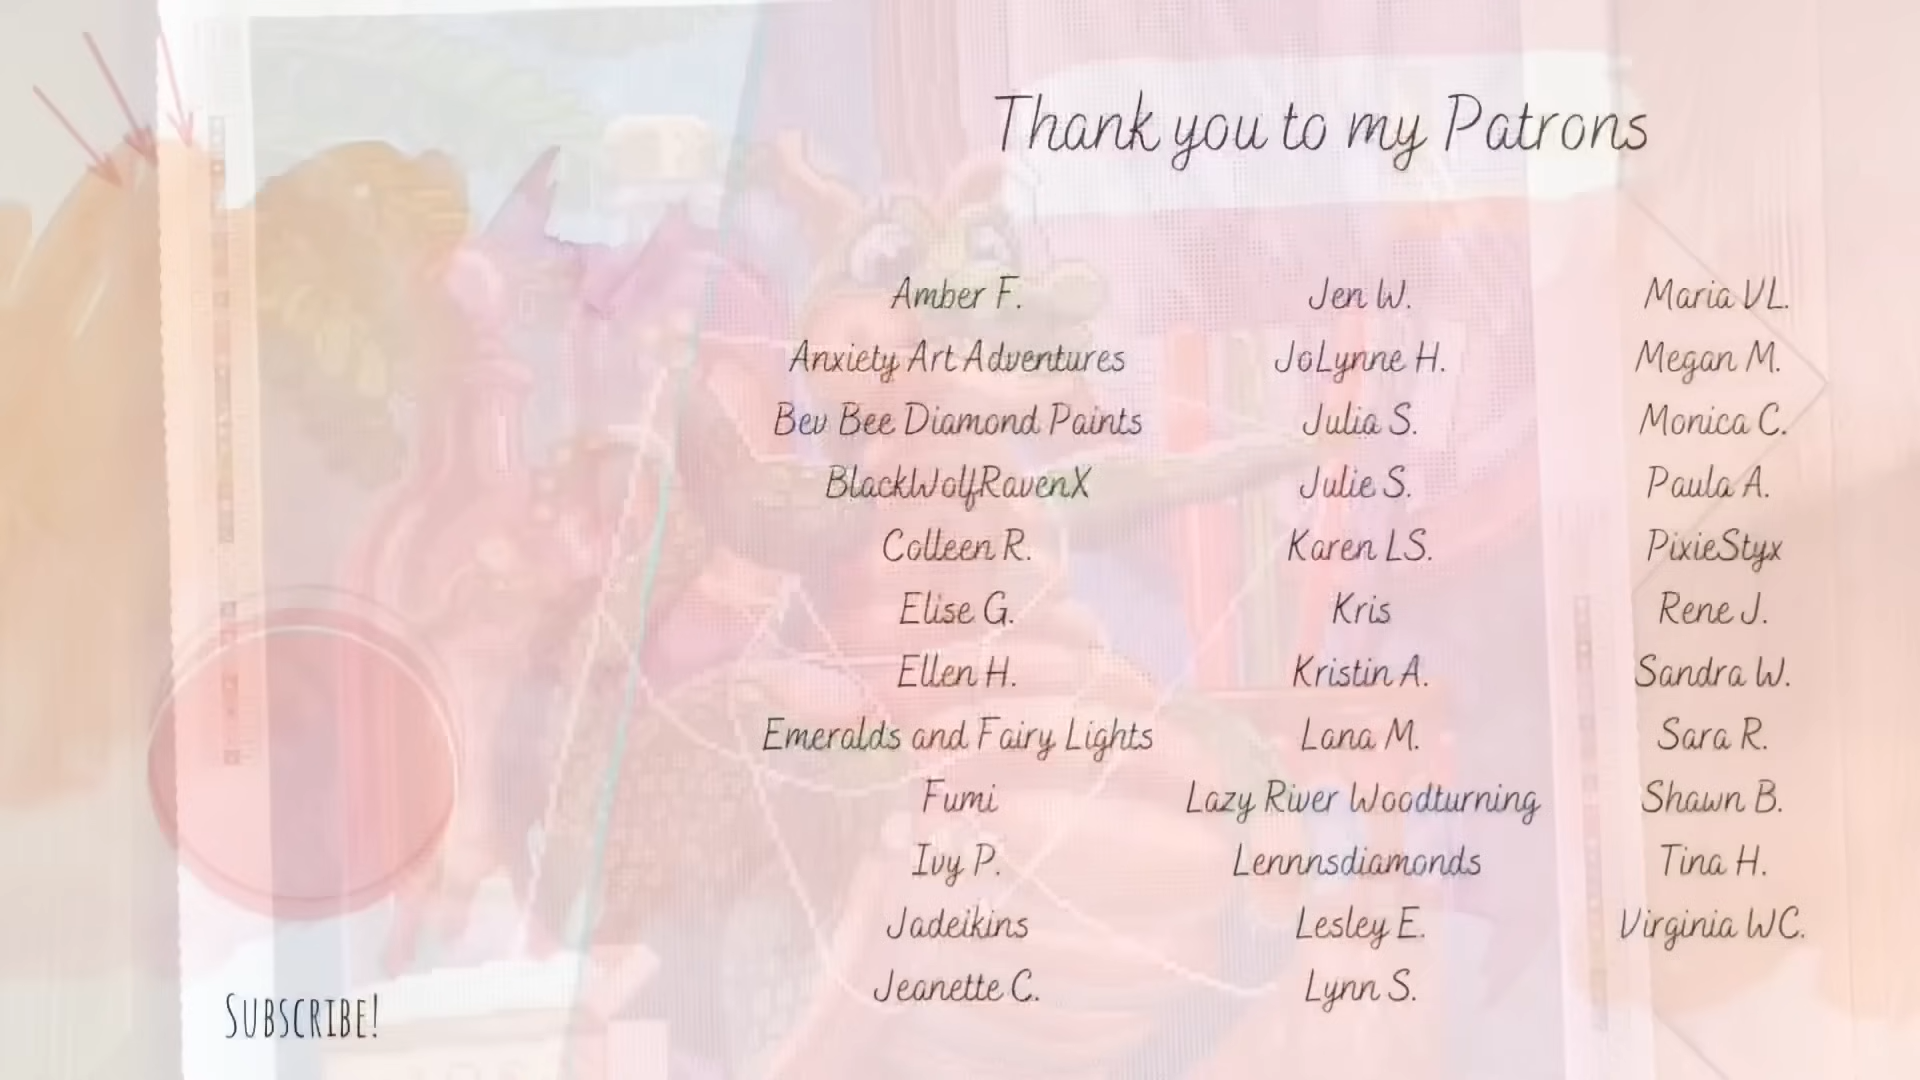 Thank you to my Patrons
Amber F.
Anxiety Art Adventures
Bev Bee Diamond Paints
BlackWolfRavenX
Colleen R.
Elise G.
Ellen H.
Emeralds and Fairy Lights
Fumi
Ivy P.
Jadeikins
Jeanette C.
Jen W.
JoLynne H.
Julia S.
Julie S.
Karen LS.
Kris
Kristin A.
Lana M.
Lazy River Woodturning
Lennnsdiamonds
Lesley E.
Lynn S.
Maria VL.
Megan M.
Monica C.
Paula A.
PixieStyx
Rene J.
Sandra W.
Sara R.
Shawn B.
Tina H.
Virginia WC.
SUBSCRIBE!